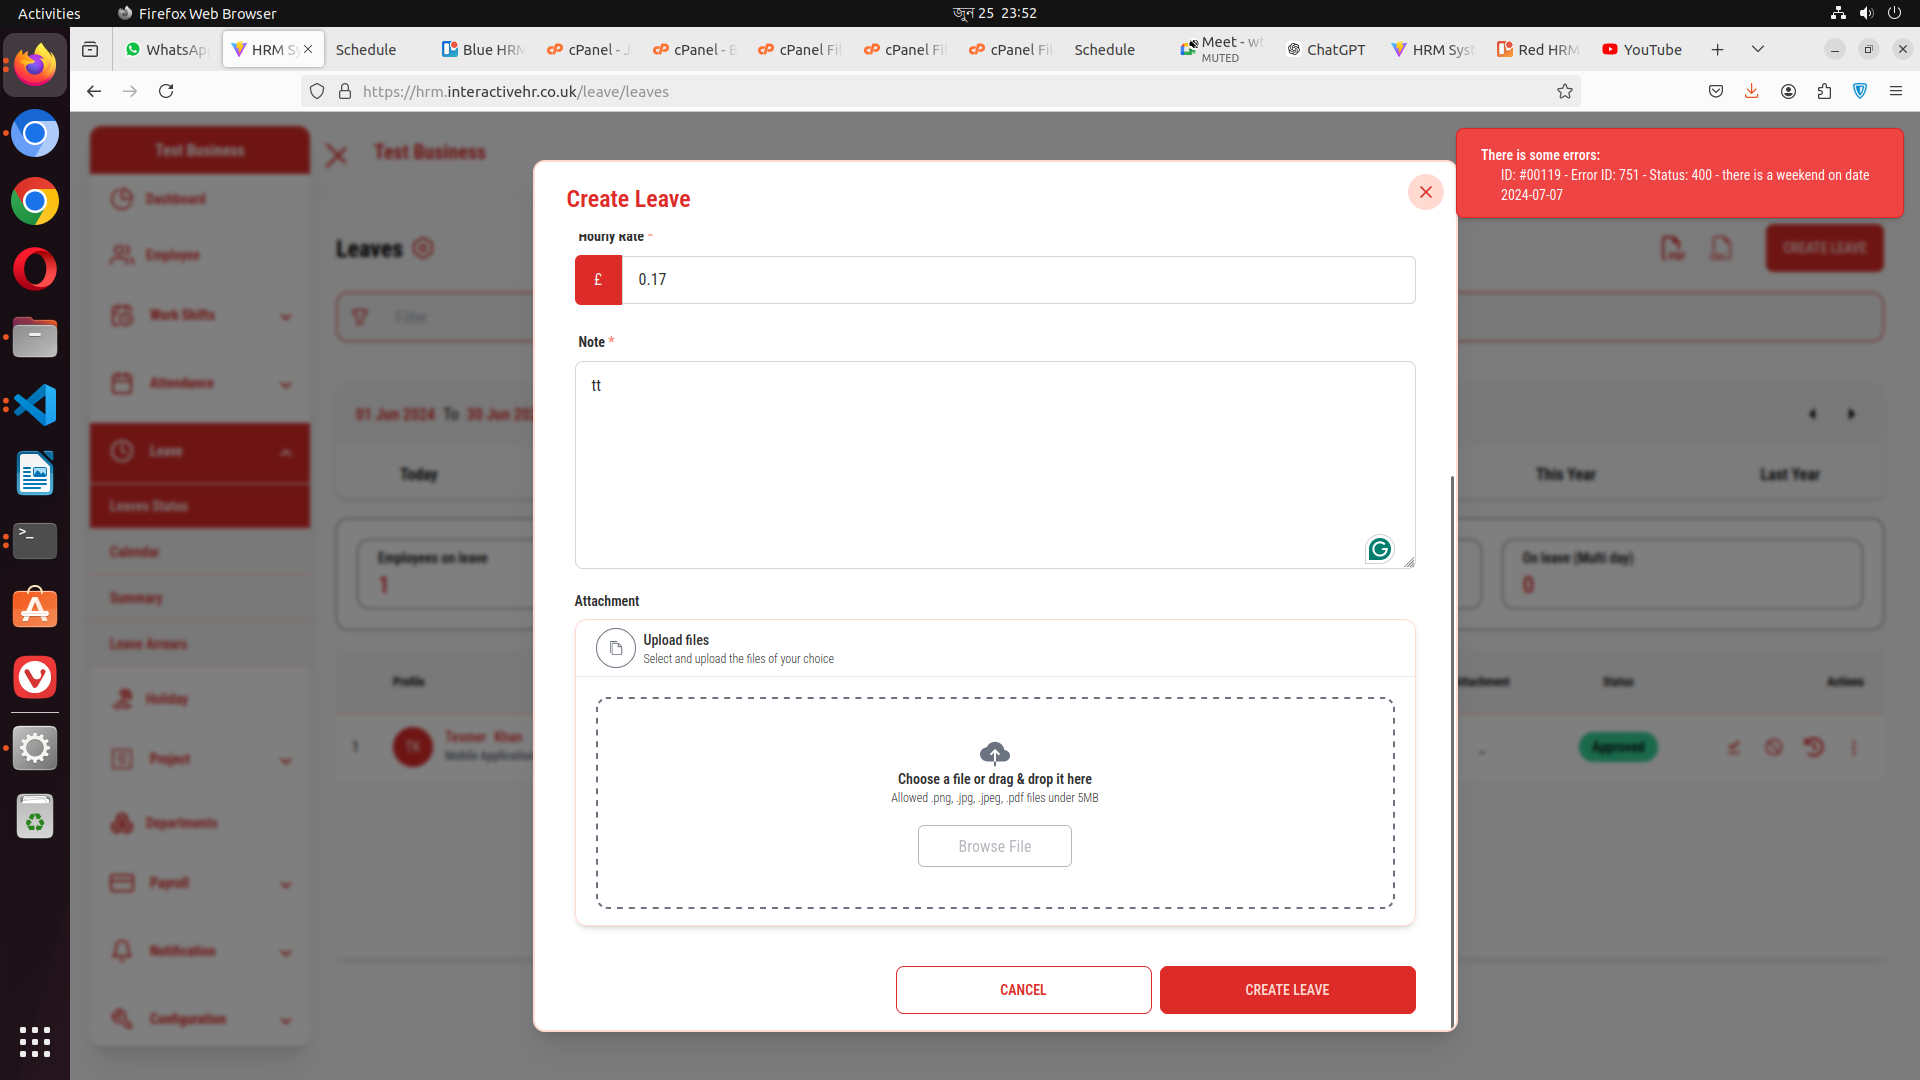 Activities
Firefox Web Browser
জুন 25 23:52
WhatsAp
HRM Sy
Schedule
Blue HRM
cPanel - J
cPanel - B
cPanel Fil
cPanel Fil
cPanel Fil
Schedule
Meet - wt
MUTED
ChatGPT
HRM Syst
Red HRM
YouTube
https://hrm.interactivehr.co.uk/leave/leaves
Test Business
Test Business
There is some errors:
ID: #00119 - Error ID: 751 - Status: 400 - there is a weekend on date
2024-07-07
Create Leave
Dashboard
Employee
Work Shifts
Attendance
Leave
Leaves Status
Calendar
Summary
Leave Arrears
Holiday
Project
Departments
Payroll
Notification
Configuration
Leaves
CREATE LEAVE
Filter
01 Jun 2024 To 30 Jun 202
Today
This Year
Last Year
Employees on leave
1
On leave (Multi day)
0
Profile
Attachment
Status
Actions
1
TK
Tesmer Khan
Mobile Application
-
Approved
Hourly Rate *
£
0.17
Note *
tt
Attachment
Upload files
Select and upload the files of your choice
Choose a file or drag & drop it here
Allowed .png, .jpg, .jpeg, .pdf files under 5MB
Browse File
CANCEL
CREATE LEAVE